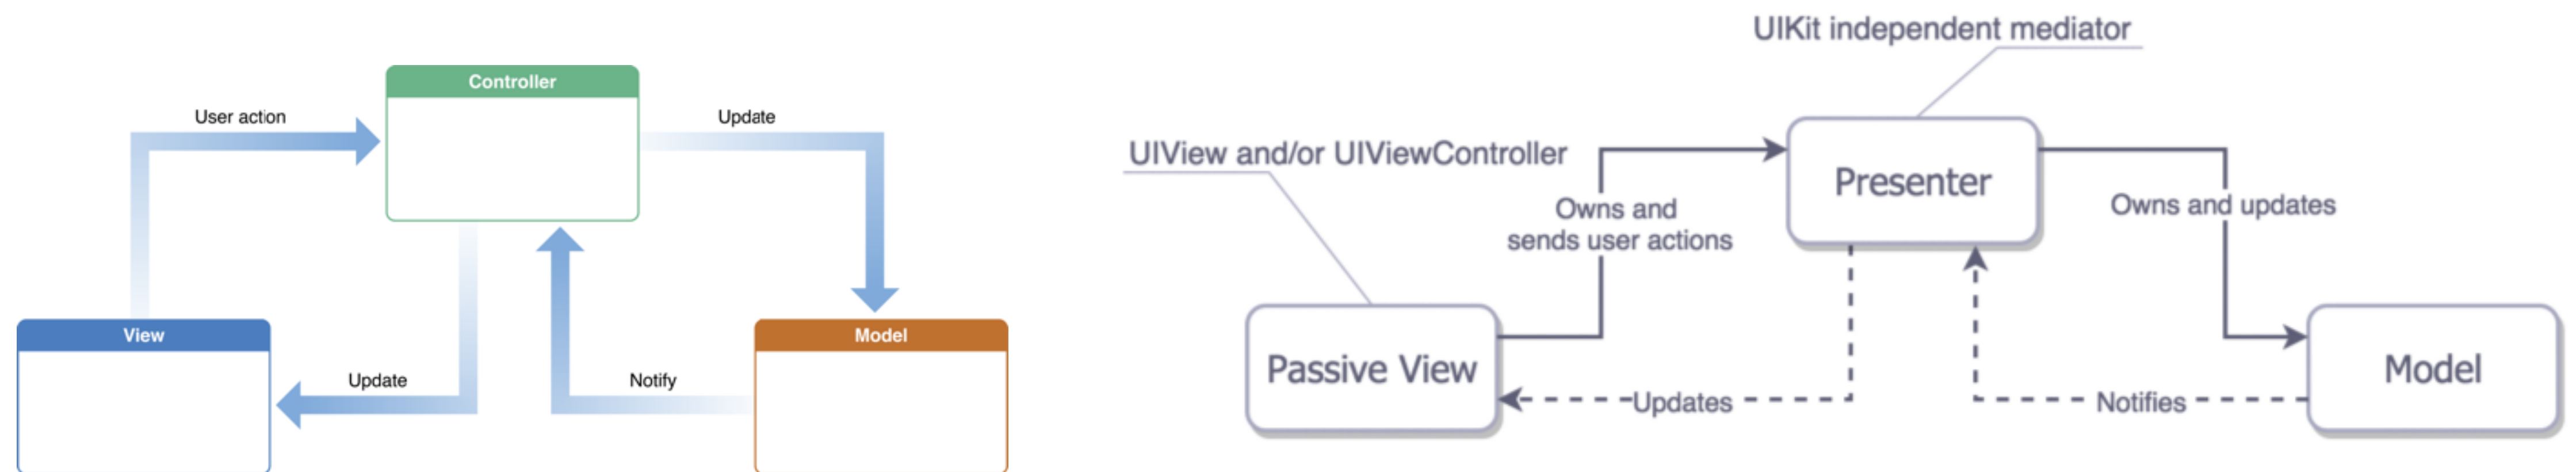 Controller
User action
Update
View
Model
Update
Notify
UIKit independent mediator
UIView and/or UIViewController
Presenter
Owns and
sends user actions
Owns and updates
Passive View
Model
Updates
Notifies